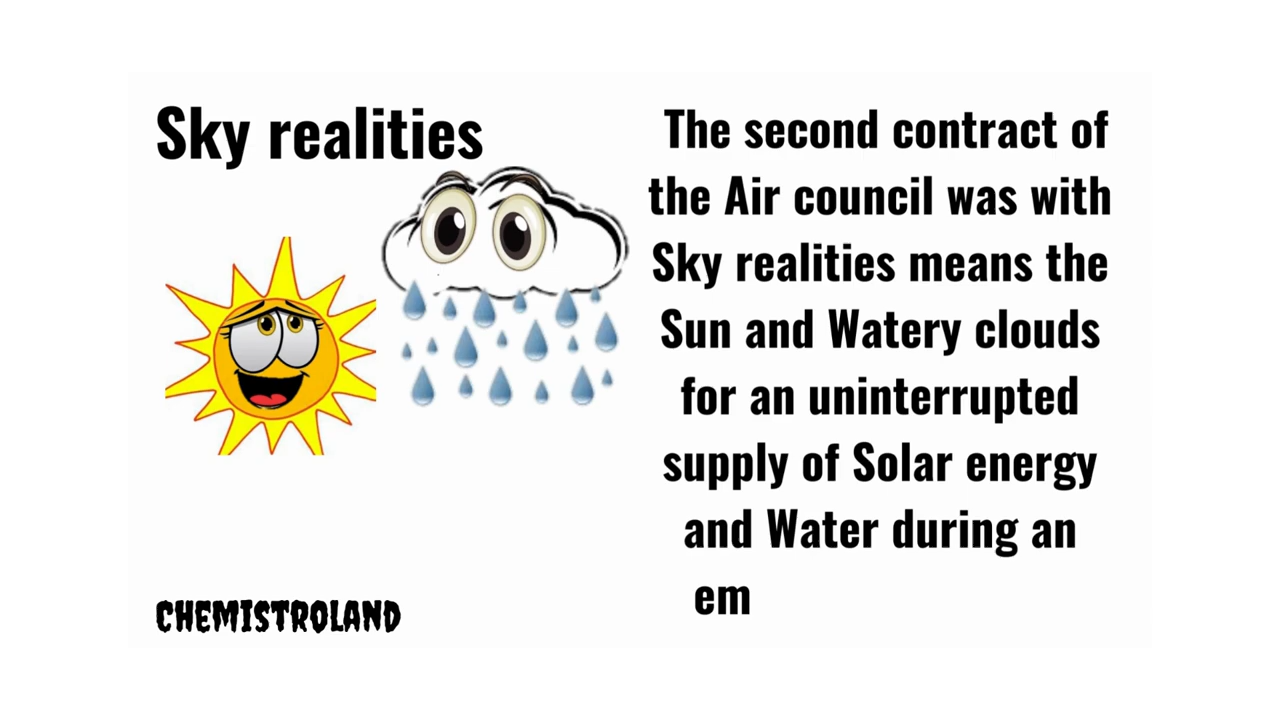 Sky realities
The second contract of
the Air council was with
Sky realities means the
Sun and Watery clouds
for an uninterrupted
supply of Solar energy
and Water during an
em
CHEMISTROLAND